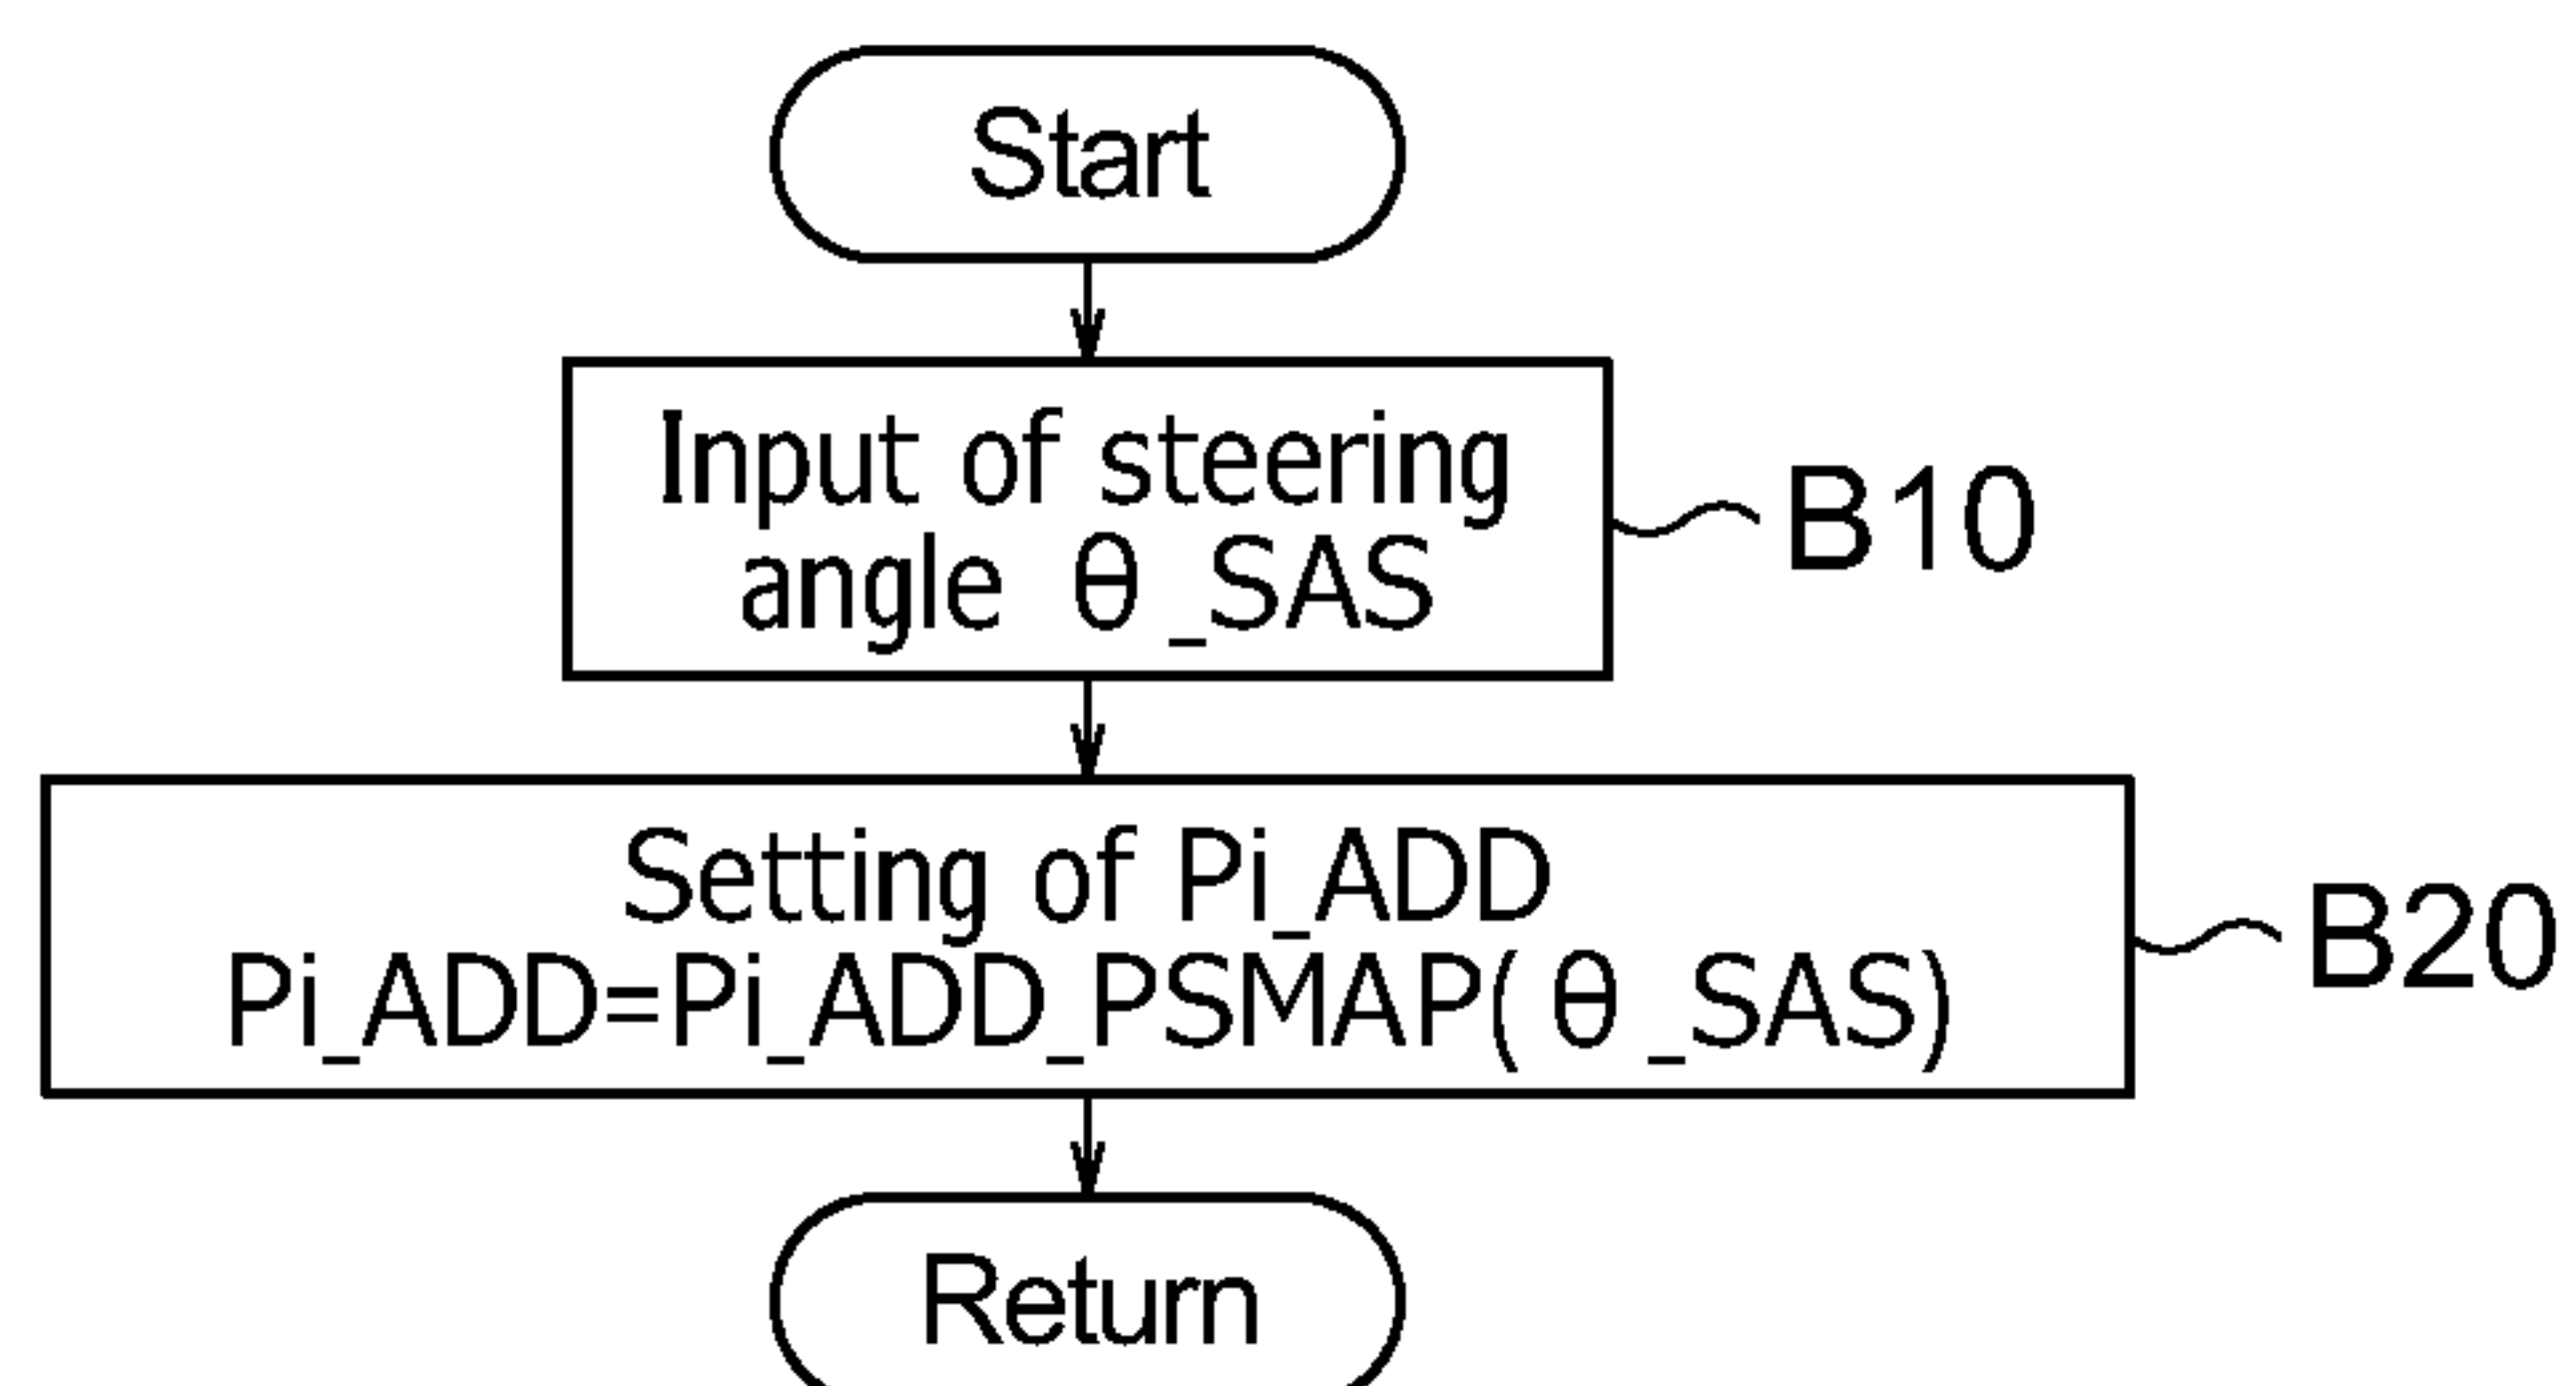 Start
Input of steering
angle θ_SAS
B10
Setting of Pi_ADD
Pi_ADD=Pi_ADD_PSMAP(θ_SAS)
B20
Return